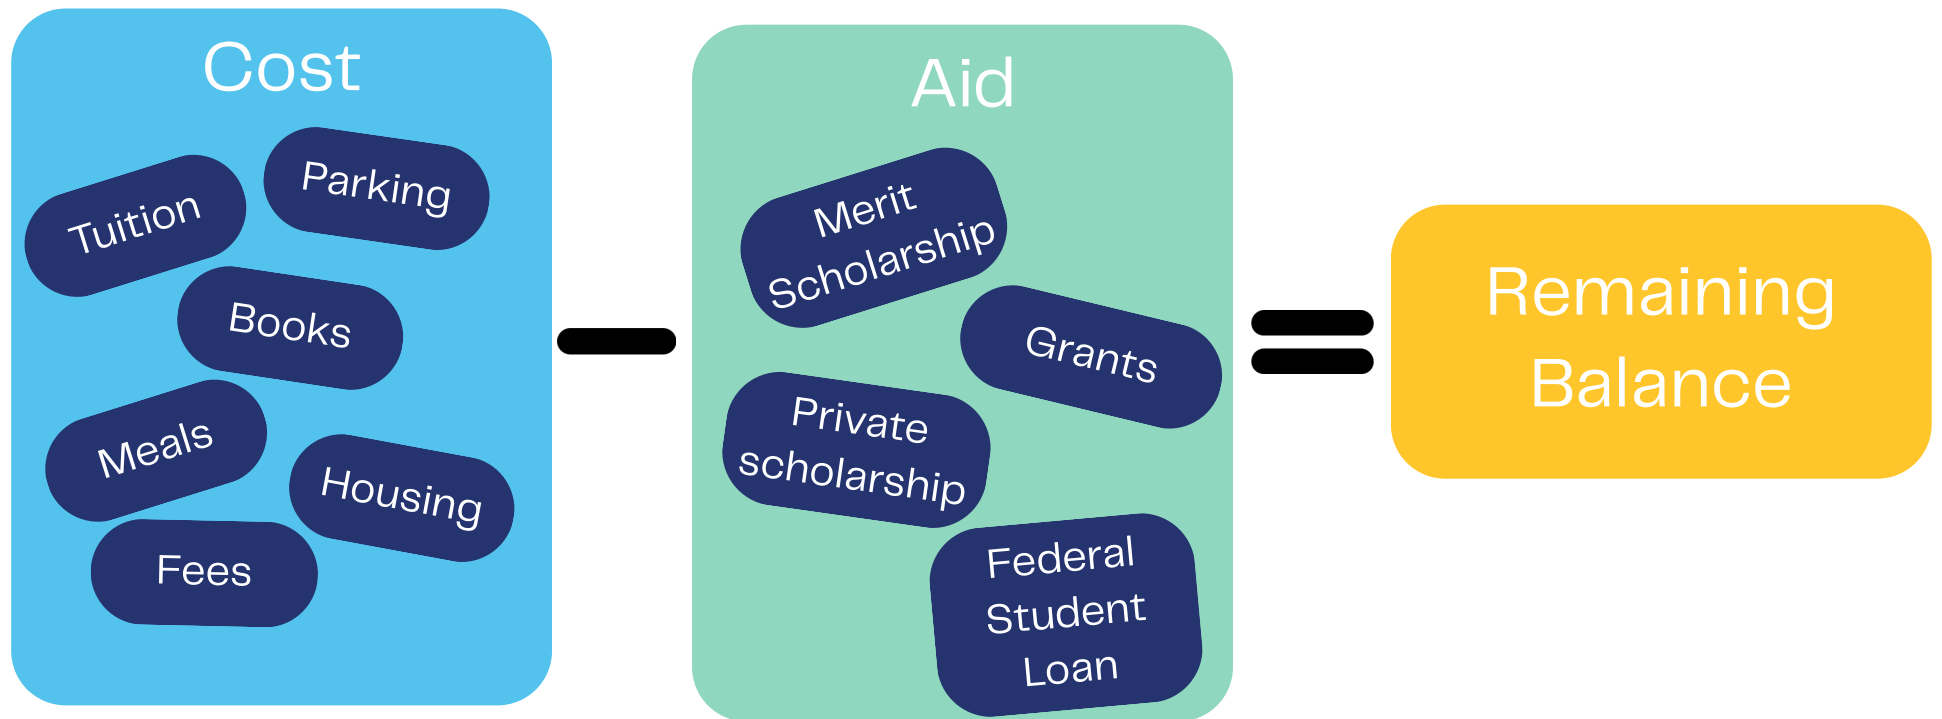 Cost
Tuition
Parking
Books
Meals
Housing
Fees
Aid
Merit
Scholarship
Grants
Private
scholarship
Federal
Student
Loan
Remaining
Balance